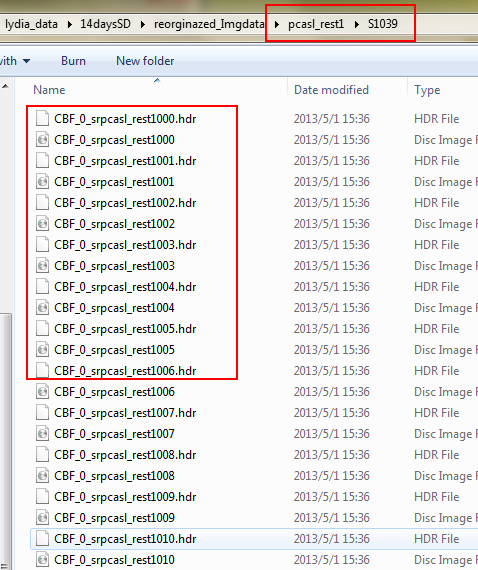 lydia_data ▸ 14daysSD ▸ reorginazed_Imgdata ▸ pcasl_rest1 ▸ S1039
with Burn New folder
Name Date modified Type
CBF_0_srpcasl_rest1000.hdr 2013/5/1 15:36 HDR File
CBF_0_srpcasl_rest1000 2013/5/1 15:36 Disc Image F
CBF_0_srpcasl_rest1001.hdr 2013/5/1 15:36 HDR File
CBF_0_srpcasl_rest1001 2013/5/1 15:36 Disc Image F
CBF_0_srpcasl_rest1002.hdr 2013/5/1 15:36 HDR File
CBF_0_srpcasl_rest1002 2013/5/1 15:36 Disc Image F
CBF_0_srpcasl_rest1003.hdr 2013/5/1 15:36 HDR File
CBF_0_srpcasl_rest1003 2013/5/1 15:36 Disc Image F
CBF_0_srpcasl_rest1004.hdr 2013/5/1 15:36 HDR File
CBF_0_srpcasl_rest1004 2013/5/1 15:36 Disc Image F
CBF_0_srpcasl_rest1005.hdr 2013/5/1 15:36 HDR File
CBF_0_srpcasl_rest1005 2013/5/1 15:36 Disc Image F
CBF_0_srpcasl_rest1006.hdr 2013/5/1 15:36 HDR File
CBF_0_srpcasl_rest1006 2013/5/1 15:36 Disc Image F
CBF_0_srpcasl_rest1007.hdr 2013/5/1 15:36 HDR File
CBF_0_srpcasl_rest1007 2013/5/1 15:36 Disc Image F
CBF_0_srpcasl_rest1008.hdr 2013/5/1 15:36 HDR File
CBF_0_srpcasl_rest1008 2013/5/1 15:36 Disc Image F
CBF_0_srpcasl_rest1009.hdr 2013/5/1 15:36 HDR File
CBF_0_srpcasl_rest1009 2013/5/1 15:36 Disc Image F
CBF_0_srpcasl_rest1010.hdr 2013/5/1 15:36 HDR File
CBF_0_srpcasl_rest1010 2013/5/1 15:36 Disc Image F